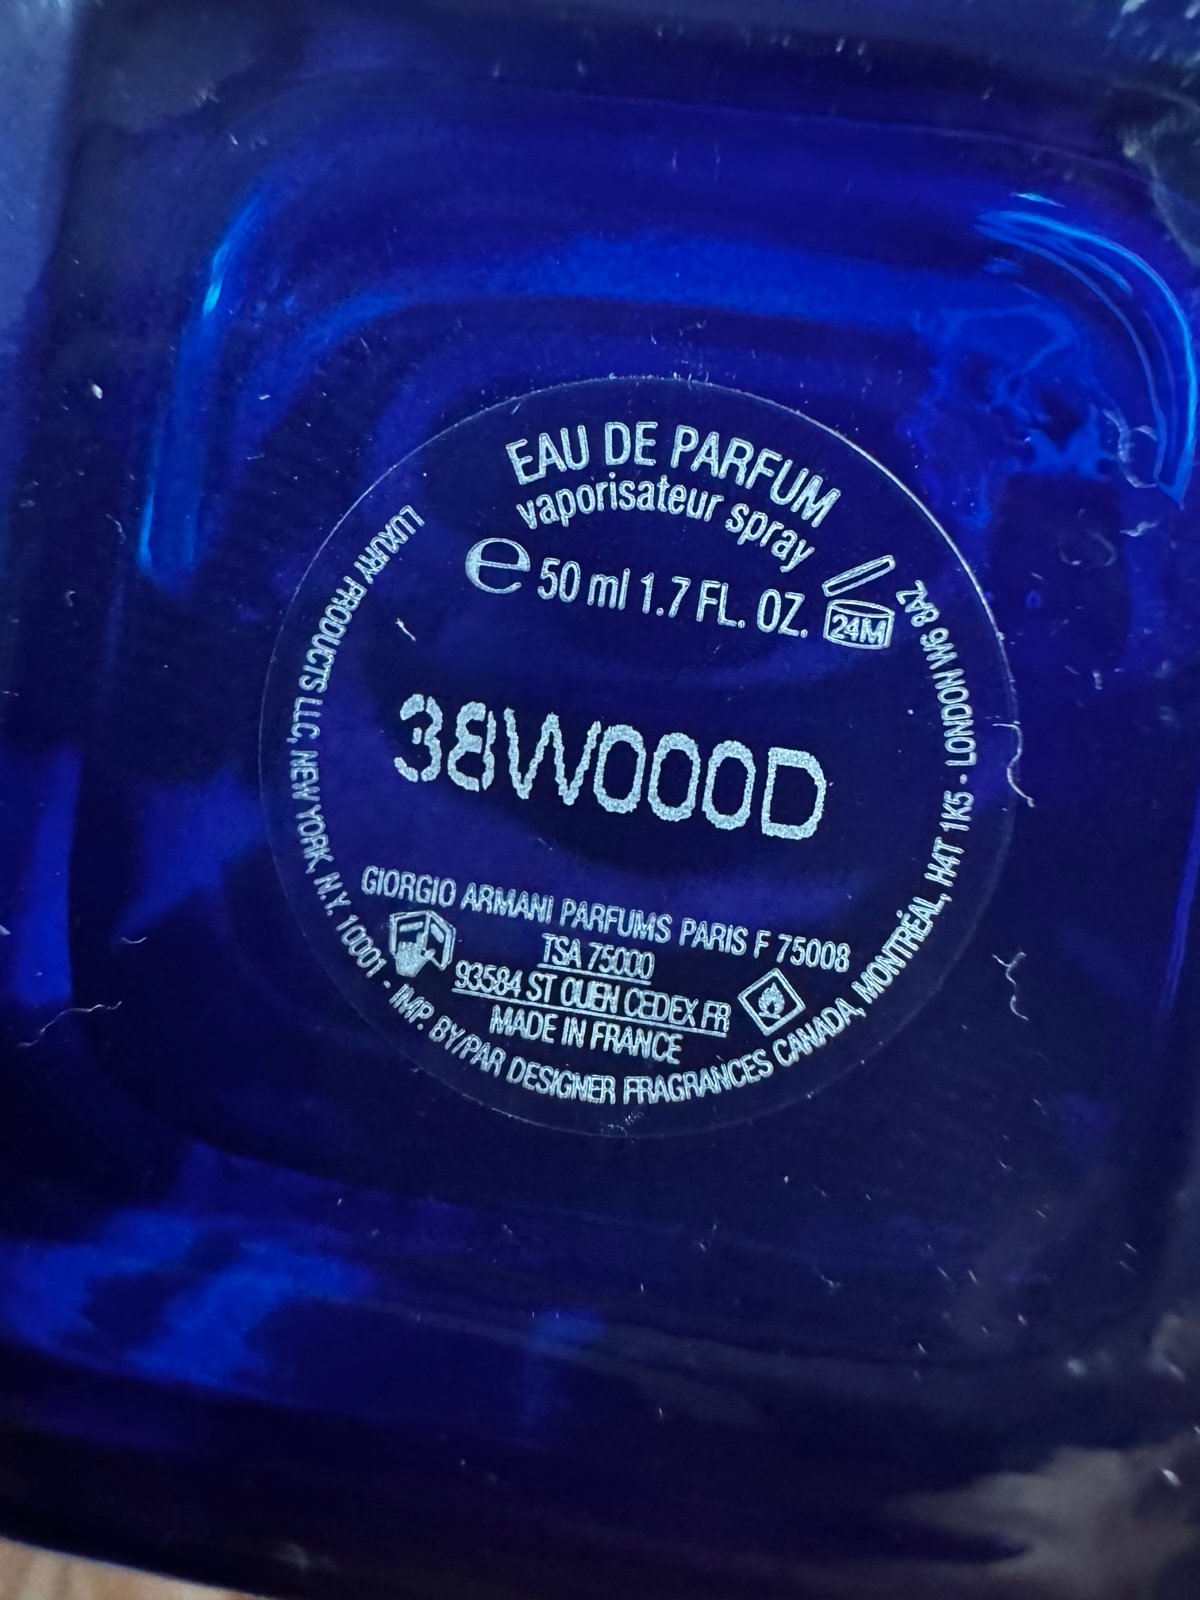 EAU DE PARFUM
vaporisateur spray
e 50 ml 1.7 FL. OZ.
24M
38W000D
GIORGIO ARMANI PARFUMS PARIS F 75008
TSA 75000
93584 ST OUEN CEDEX FR
MADE IN FRANCE
LUXURY PRODUCTS LLC, NEW YORK, N.Y. 10001 - IMP. BY/PAR DESIGNER FRAGRANCES CANADA, MONTRÉAL, H4T 1K5 - LONDON W6 8AZ